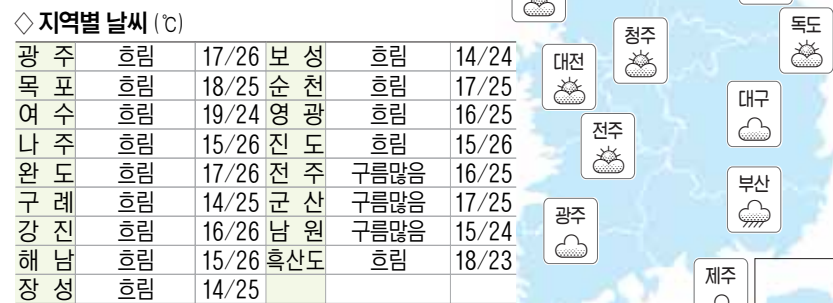 ◇ 지역별 날씨 (℃)
광 주 흐림 17/26 보 성 흐림 14/24
목 포 흐림 18/25 순 천 흐림 17/25
여 수 흐림 19/24 영 광 흐림 16/25
나 주 흐림 15/26 진 도 흐림 15/26
완 도 흐림 17/26 전 주 구름많음 16/25
구 례 흐림 14/25 군 산 구름많음 17/25
강 진 흐림 16/26 남 원 구름많음 15/24
해 남 흐림 15/26 흑산도 흐림 18/23
장 성 흐림 14/25
독도
청주
대전
대구
전주
부산
광주
제주